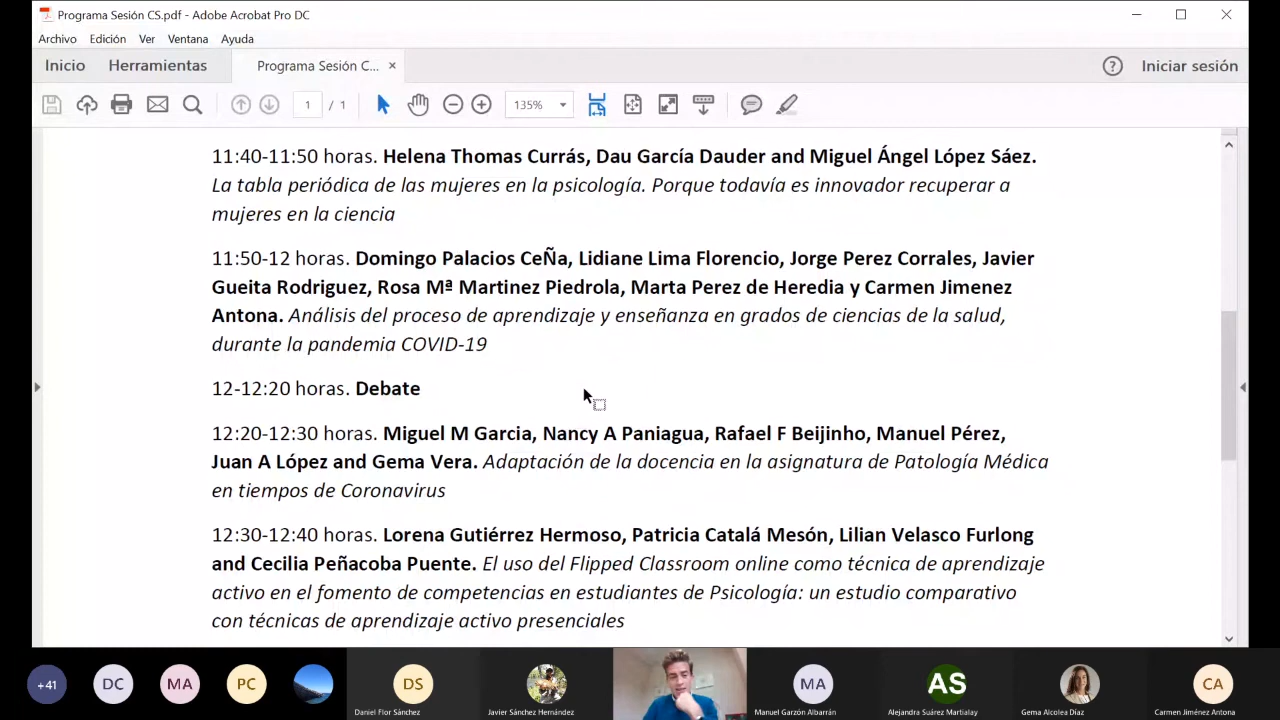 Programa Sesión CS.pdf - Adobe Acrobat Pro DC
Archivo Edición Ver Ventana Ayuda
Inicio Herramientas Programa Sesión C... × Iniciar sesión
1 / 1 135%
11:40-11:50 horas. Helena Thomas Currás, Dau García Dauder and Miguel Ángel López Sáez.
La tabla periódica de las mujeres en la psicología. Porque todavía es innovador recuperar a
mujeres en la ciencia
11:50-12 horas. Domingo Palacios CeÑa, Lidiane Lima Florencio, Jorge Perez Corrales, Javier
Gueita Rodriguez, Rosa Mª Martinez Piedrola, Marta Perez de Heredia y Carmen Jimenez
Antona. Análisis del proceso de aprendizaje y enseñanza en grados de ciencias de la salud,
durante la pandemia COVID-19
12-12:20 horas. Debate
12:20-12:30 horas. Miguel M Garcia, Nancy A Paniagua, Rafael F Beijinho, Manuel Pérez,
Juan A López and Gema Vera. Adaptación de la docencia en la asignatura de Patología Médica
en tiempos de Coronavirus
12:30-12:40 horas. Lorena Gutiérrez Hermoso, Patricia Catalá Mesón, Lilian Velasco Furlong
and Cecilia Peñacoba Puente. El uso del Flipped Classroom online como técnica de aprendizaje
activo en el fomento de competencias en estudiantes de Psicología: un estudio comparativo
con técnicas de aprendizaje activo presenciales
+41 DC MA PC DS MA AS CA
Daniel Flor Sánchez Javier Sánchez Hernández Manuel Garzón Albarrán Alejandra Suárez Martialay Gema Alcolea Díaz Carmen Jiménez Antona